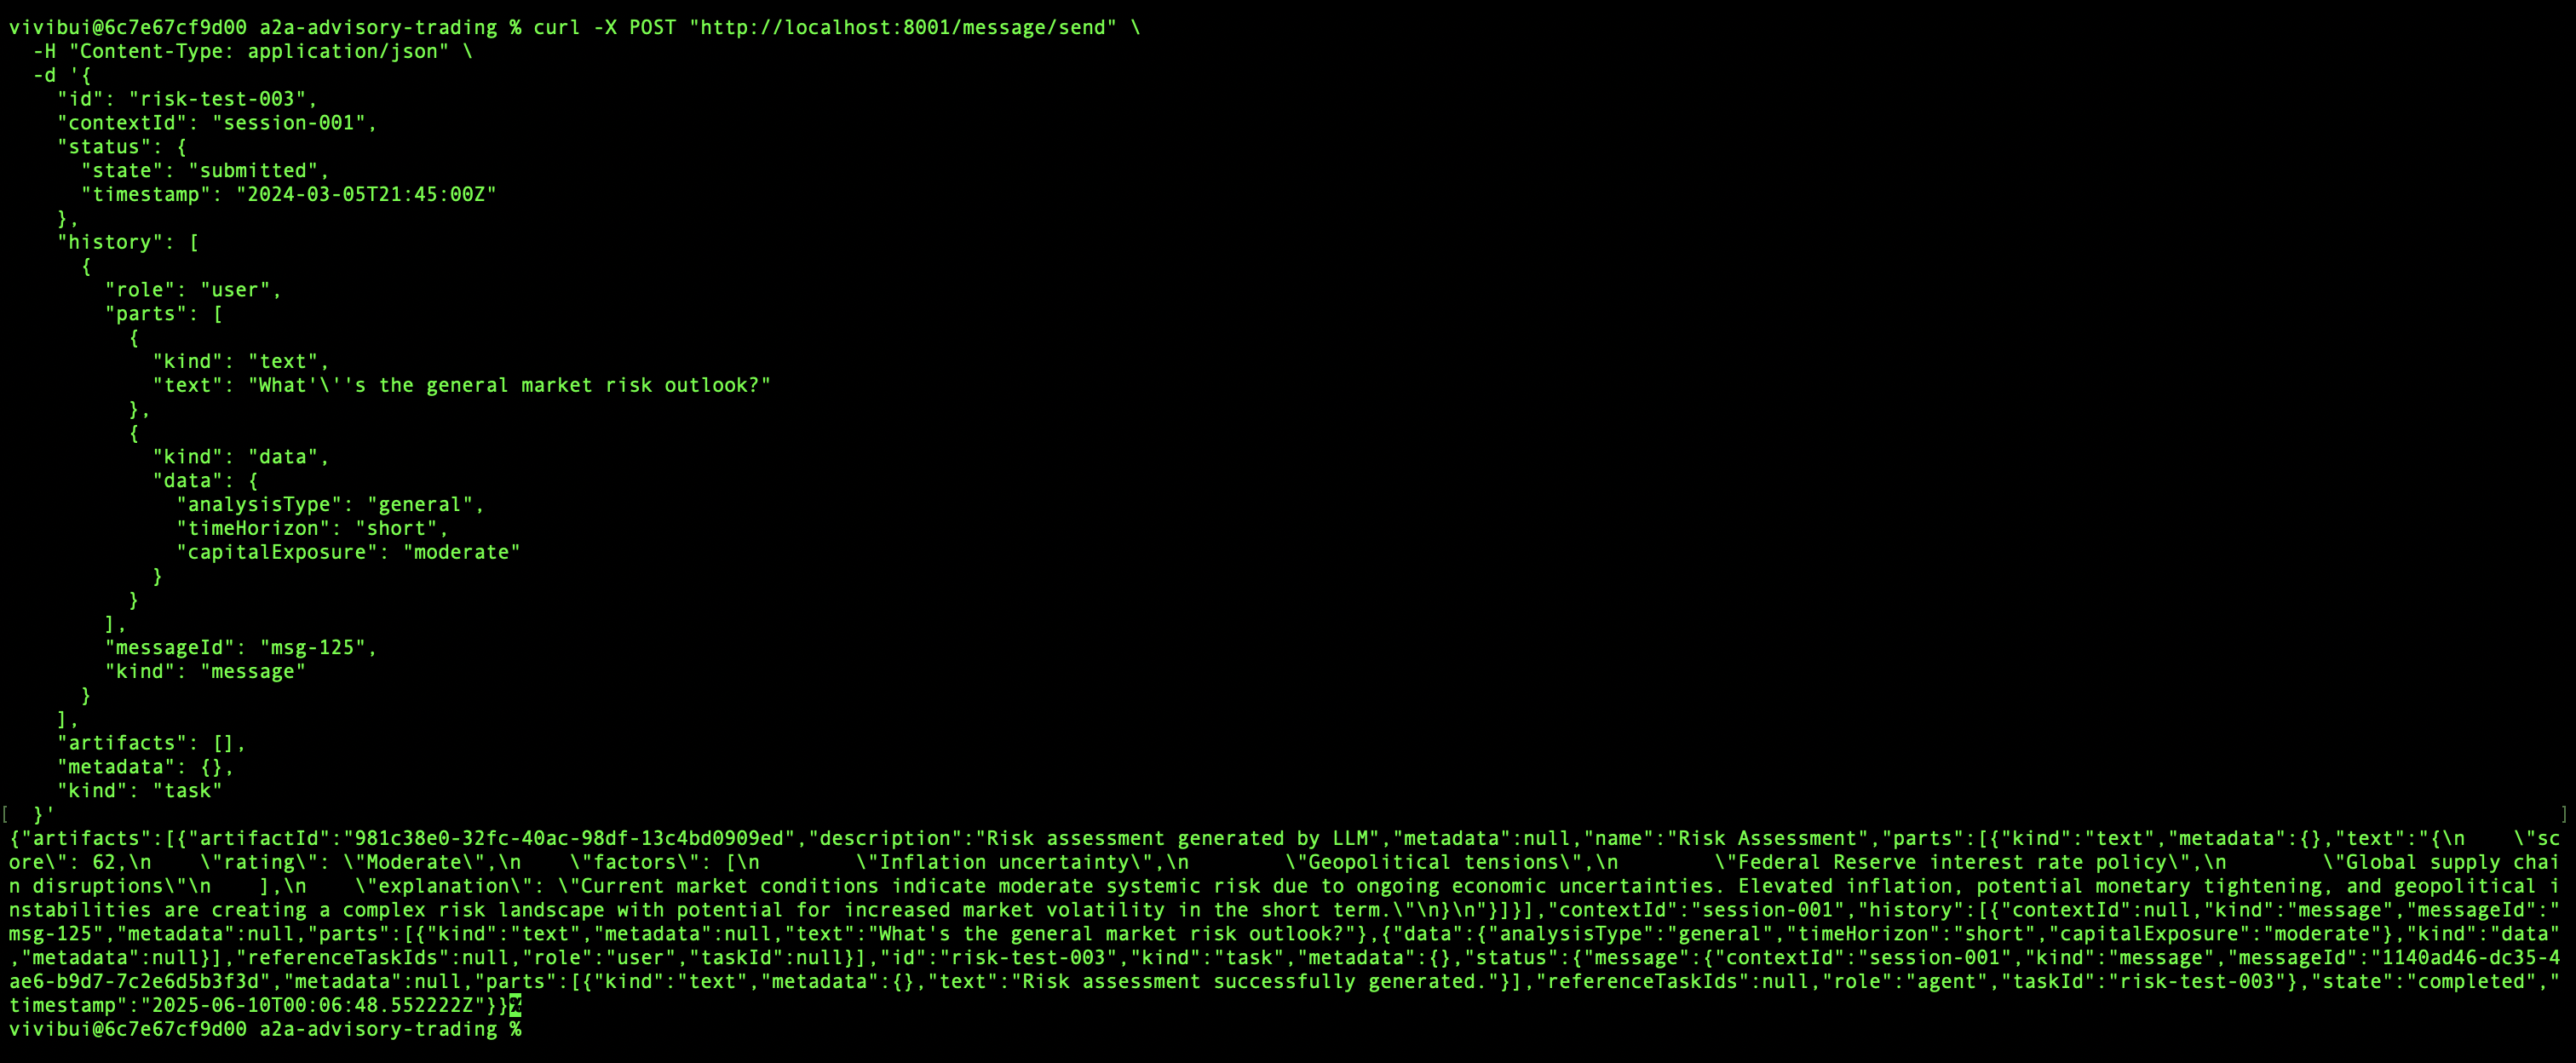 vivibui@6c7e67cf9d00 a2a-advisory-trading % curl -X POST "http://localhost:8001/message/send" \
  -H "Content-Type: application/json" \
  -d '{
    "id": "risk-test-003",
    "contextId": "session-001",
    "status": {
      "state": "submitted",
      "timestamp": "2024-03-05T21:45:00Z"
    },
    "history": [
      {
        "role": "user",
        "parts": [
          {
            "kind": "text",
            "text": "What'\''s the general market risk outlook?"
          },
          {
            "kind": "data",
            "data": {
              "analysisType": "general",
              "timeHorizon": "short",
              "capitalExposure": "moderate"
            }
          }
        ],
        "messageId": "msg-125",
        "kind": "message"
      }
    ],
    "artifacts": [],
    "metadata": {},
    "kind": "task"
[  }' ]
{"artifacts":[{"artifactId":"981c38e0-32fc-40ac-98df-13c4bd0909ed","description":"Risk assessment generated by LLM","metadata":null,"name":"Risk Assessment","parts":[{"kind":"text","metadata":{},"text":"{\n    \"sc
ore\": 62,\n    \"rating\": \"Moderate\",\n    \"factors\": [\n        \"Inflation uncertainty\",\n        \"Geopolitical tensions\",\n        \"Federal Reserve interest rate policy\",\n        \"Global supply chai
n disruptions\"\n    ],\n    \"explanation\": \"Current market conditions indicate moderate systemic risk due to ongoing economic uncertainties. Elevated inflation, potential monetary tightening, and geopolitical i
nstabilities are creating a complex risk landscape with potential for increased market volatility in the short term.\"\n}\n"}]}],"contextId":"session-001","history":[{"contextId":null,"kind":"message","messageId":"
msg-125","metadata":null,"parts":[{"kind":"text","metadata":null,"text":"What's the general market risk outlook?"},{"data":{"analysisType":"general","timeHorizon":"short","capitalExposure":"moderate"},"kind":"data"
,"metadata":null}],"referenceTaskIds":null,"role":"user","taskId":null}],"id":"risk-test-003","kind":"task","metadata":{},"status":{"message":{"contextId":"session-001","kind":"message","messageId":"1140ad46-dc35-4
ae6-b9d7-7c2e6d5b3f3d","metadata":null,"parts":[{"kind":"text","metadata":{},"text":"Risk assessment successfully generated."}],"referenceTaskIds":null,"role":"agent","taskId":"risk-test-003"},"state":"completed","
timestamp":"2025-06-10T00:06:48.552222Z"}}%
vivibui@6c7e67cf9d00 a2a-advisory-trading %